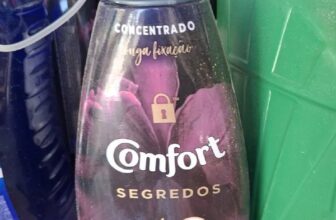 CONCENTRADO
longa fixação
Comfort
SEGREDOS